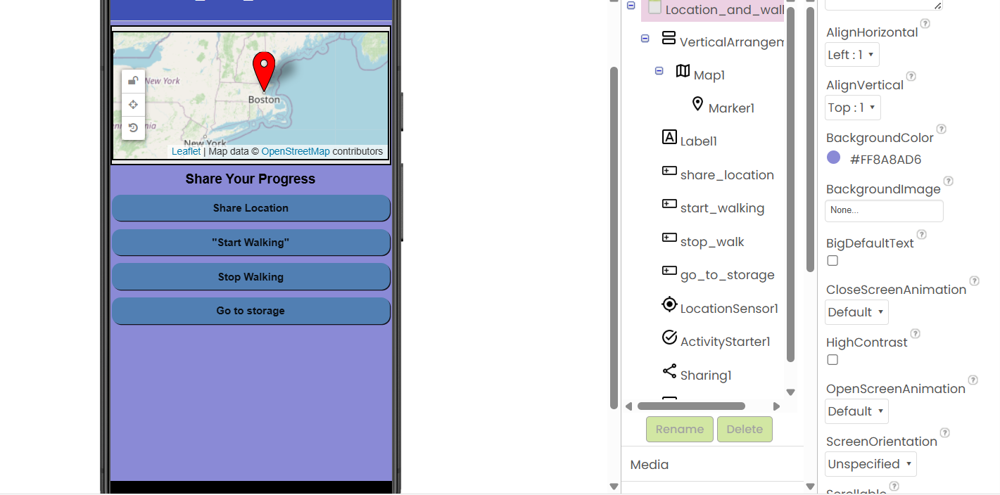 New York
Boston
New York
Leaflet | Map data © OpenStreetMap contributors
Share Your Progress
Share Location
"Start Walking"
Stop Walking
Go to storage
Location_and_wal
VerticalArrangem
Map1
Marker1
Label1
share_location
start_walking
stop_walk
go_to_storage
LocationSensor1
ActivityStarter1
Sharing1
Rename
Delete
Media
AlignHorizontal ?
Left : 1
AlignVertical ?
Top : 1
BackgroundColor ?
#FF8A8AD6
BackgroundImage ?
None...
BigDefaultText ?
CloseScreenAnimation ?
Default
HighContrast ?
OpenScreenAnimation ?
Default
ScreenOrientation ?
Unspecified
Scrollable ?